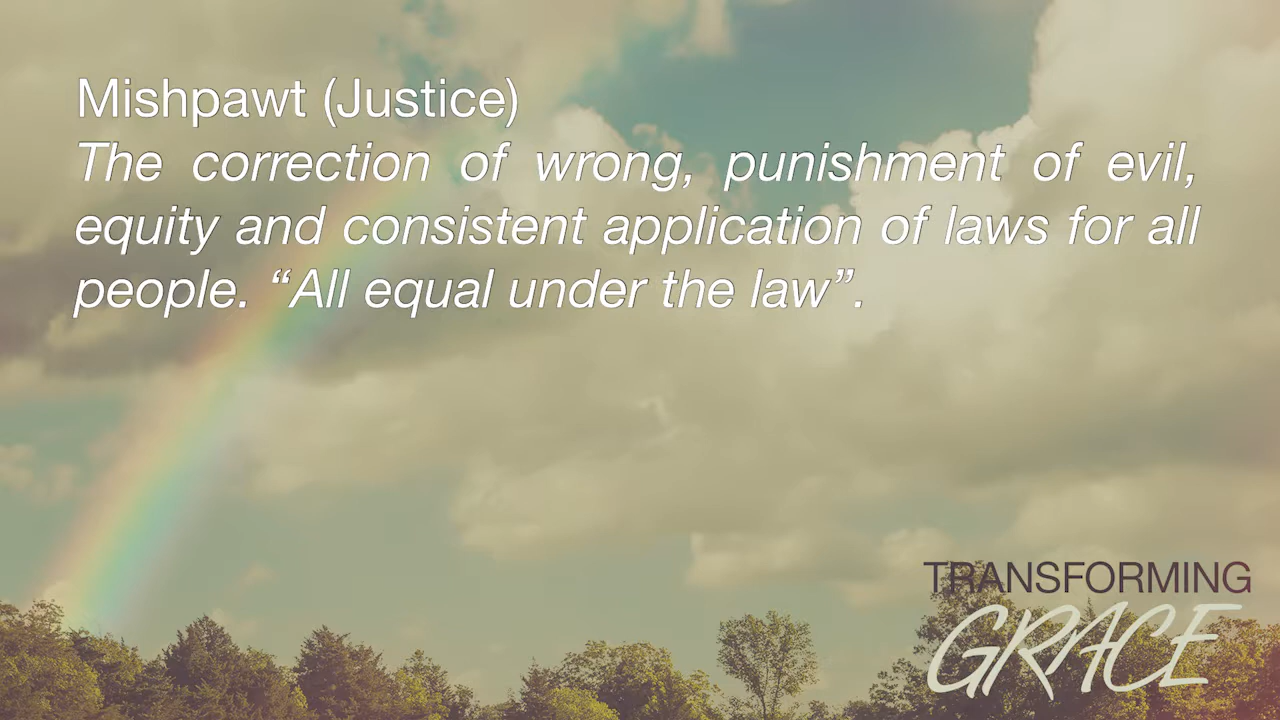 Mishpawt (Justice)
The correction of wrong, punishment of evil,
equity and consistent application of laws for all
people. “All equal under the law”.
TRANSFORMING
GRACE